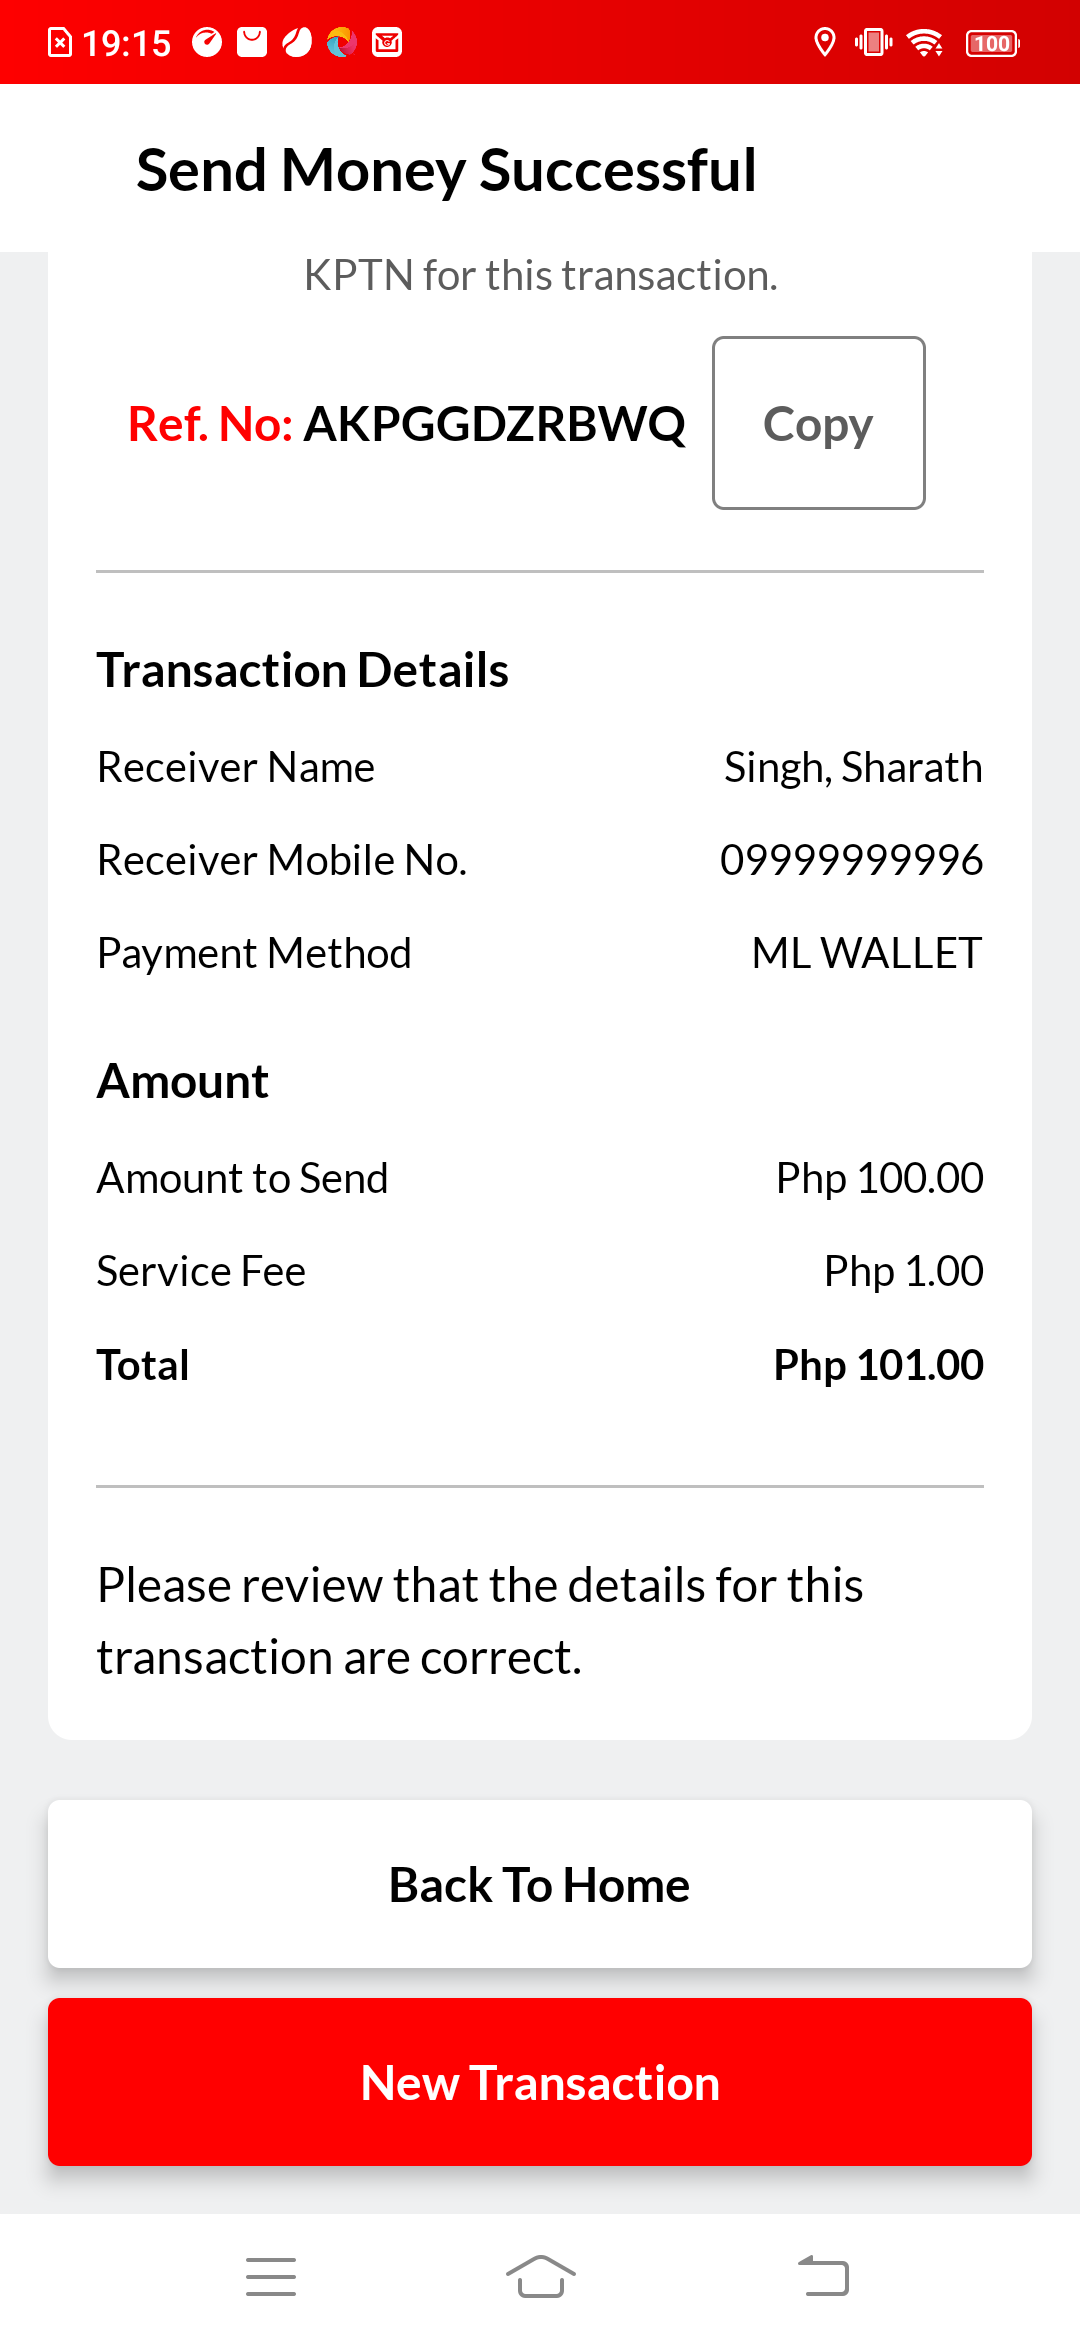 19:15
100
Send Money Successful
KPTN for this transaction.
Ref. No: AKPGGDZRBWQ
Copy
Transaction Details
Receiver Name Singh, Sharath
Receiver Mobile No. 09999999996
Payment Method ML WALLET
Amount
Amount to Send Php 100.00
Service Fee Php 1.00
Total Php 101.00
Please review that the details for this
transaction are correct.
Back To Home
New Transaction